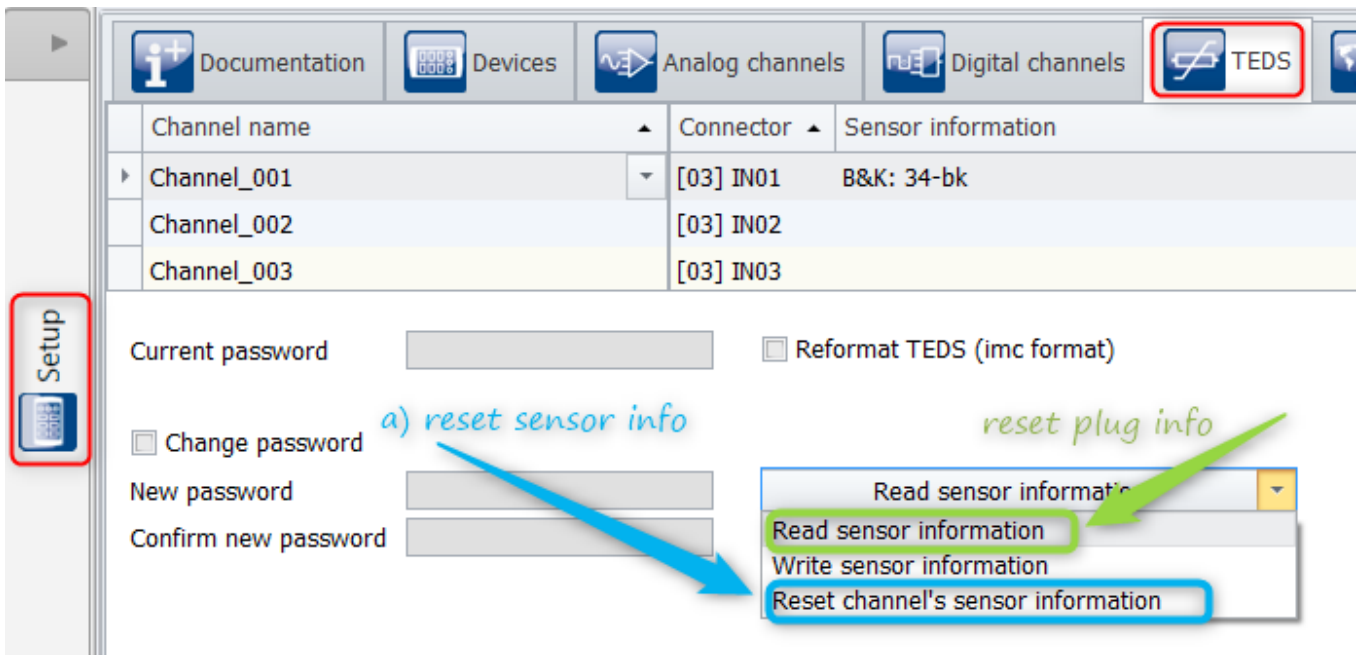 Documentation
Devices
Analog channels
Digital channels
TEDS
Channel name
Connector
Sensor information
Channel_001
[03] IN01
B&K: 34-bk
Channel_002
[03] IN02
Channel_003
[03] IN03
Setup
Current password
Reformat TEDS (imc format)
a) reset sensor info
reset plug info
Change password
New password
Read sensor informatio
Confirm new password
Read sensor information
Write sensor information
Reset channel's sensor information